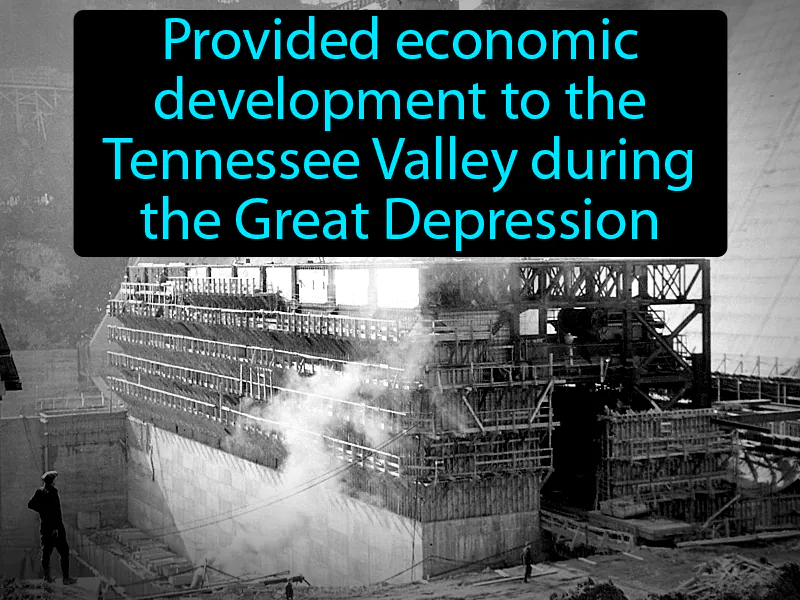 Provided economic
development to the
Tennessee Valley during
the Great Depression